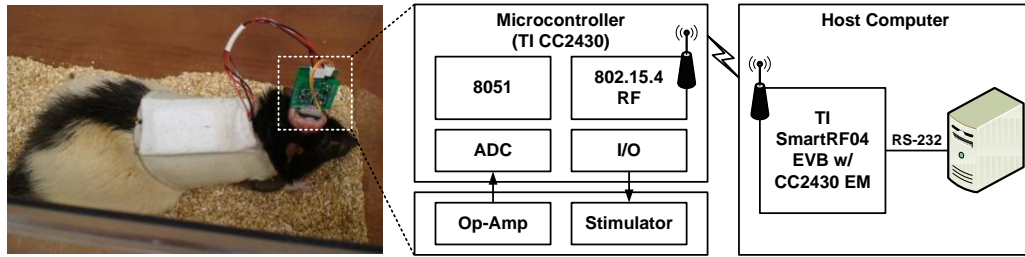 Microcontroller
(TI CC2430)
8051
802.15.4
RF
ADC
I/O
Op-Amp
Stimulator
Host Computer
TI
SmartRF04
EVB w/
CC2430 EM
RS-232